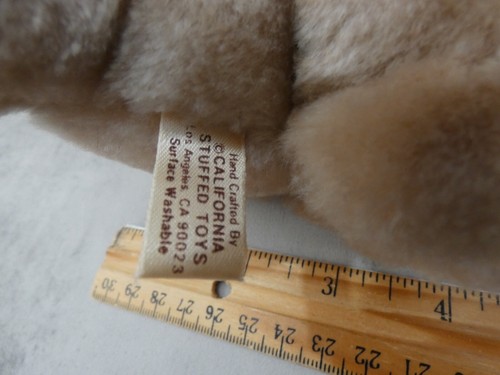 Hand Crafted By
©CALIFORNIA
STUFFED TOYS
Los Angeles, CA 90023
Surface Washable
3 4
30 29 28 27 26 25 24 23 22 21